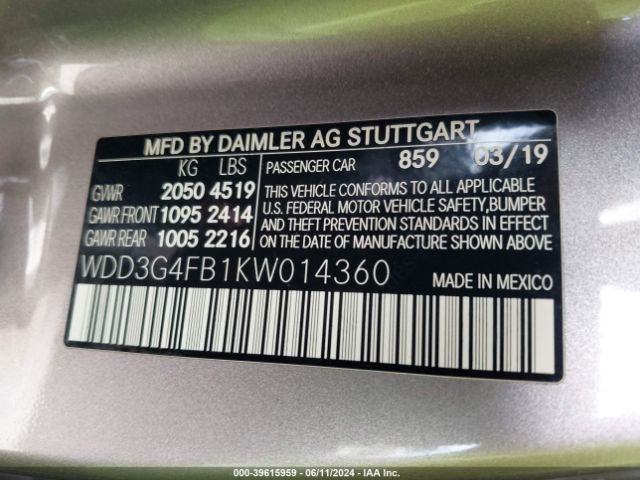 MFD BY DAIMLER AG STUTTGART
KG LBS
GVWR 2050 4519
GAWR FRONT 1095 2414
GAWR REAR 1005 2216
PASSENGER CAR 859 03/19
THIS VEHICLE CONFORMS TO ALL APPLICABLE
U.S. FEDERAL MOTOR VEHICLE SAFETY,BUMPER
AND THEFT PREVENTION STANDARDS IN EFFECT
ON THE DATE OF MANUFACTURE SHOWN ABOVE
WDD3G4FB1KW014360
MADE IN MEXICO
000-39615959 / 06/11/2024 - IAA Inc.